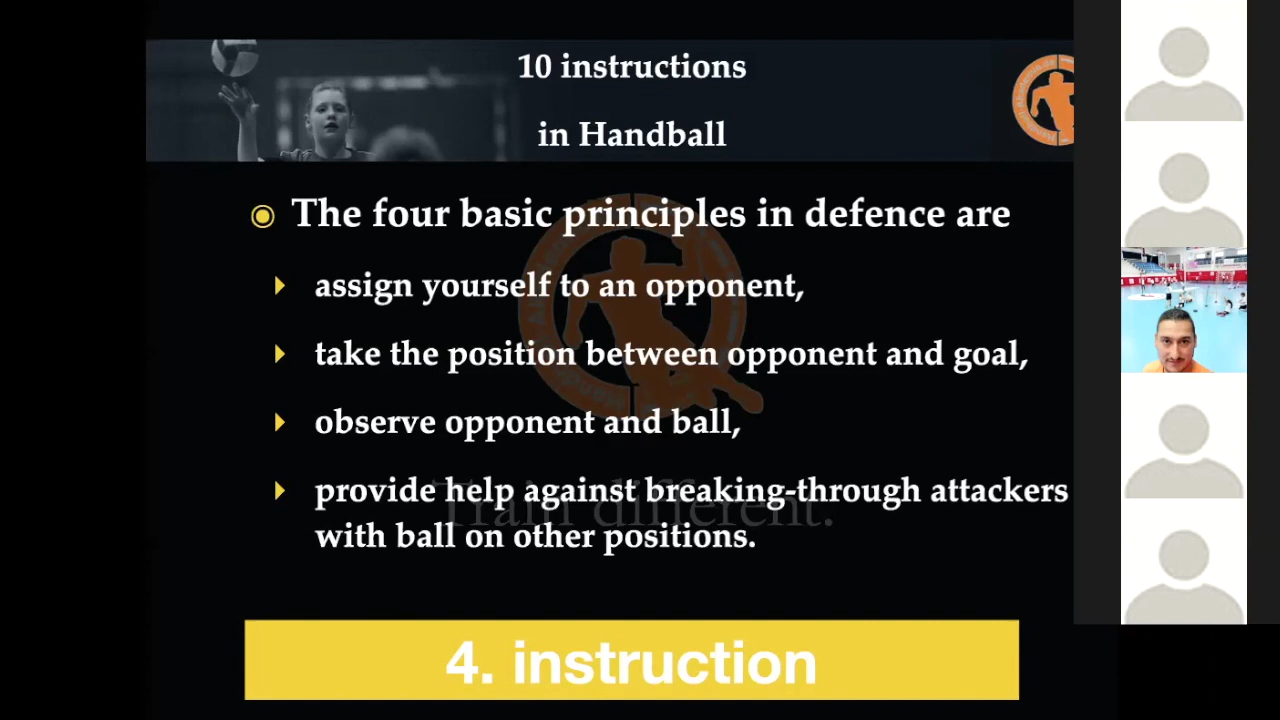 10 instructions
in Handball
The four basic principles in defence are
assign yourself to an opponent,
take the position between opponent and goal,
observe opponent and ball,
provide help against breaking-through attackers
with ball on other positions.
Train different.
4. instruction